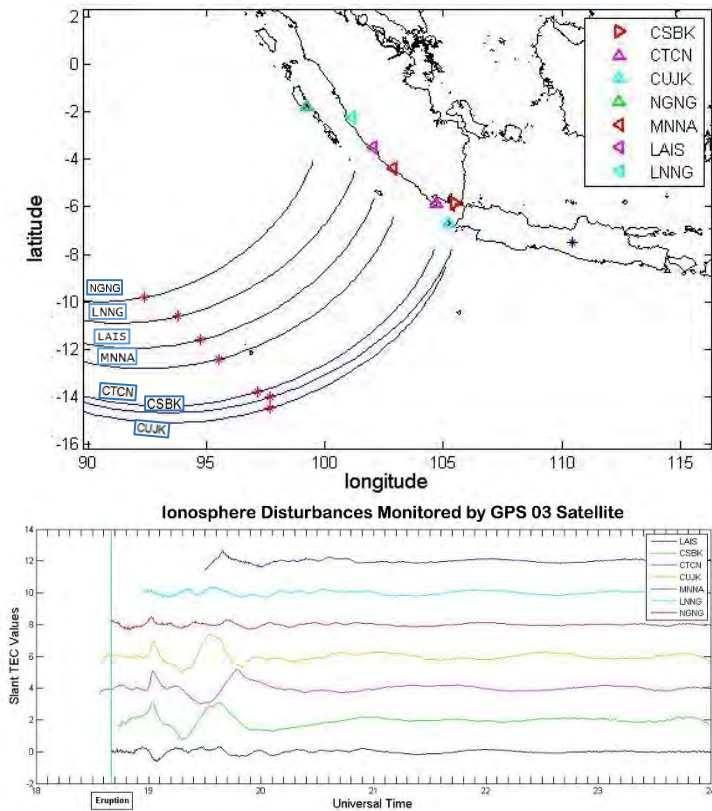 2
0
-2
-4
-6
-8
-10
-12
-14
-16
latitude
90 95 100 105 110 115
longitude
CSBK
CTCN
CUJK
NGNG
MNNA
LAIS
LNNG
NGNG
LNNG
LAIS
MNNA
CTCN
CSBK
CUJK
Ionosphere Disturbances Monitored by GPS 03 Satellite
14
12
10
8
6
4
2
0
-2
Slant TEC Values
LAIS
CSBK
CTCN
CUJK
MNNA
LNNG
NGNG
18 19 20 21 22 23 24
Eruption
Universal Time